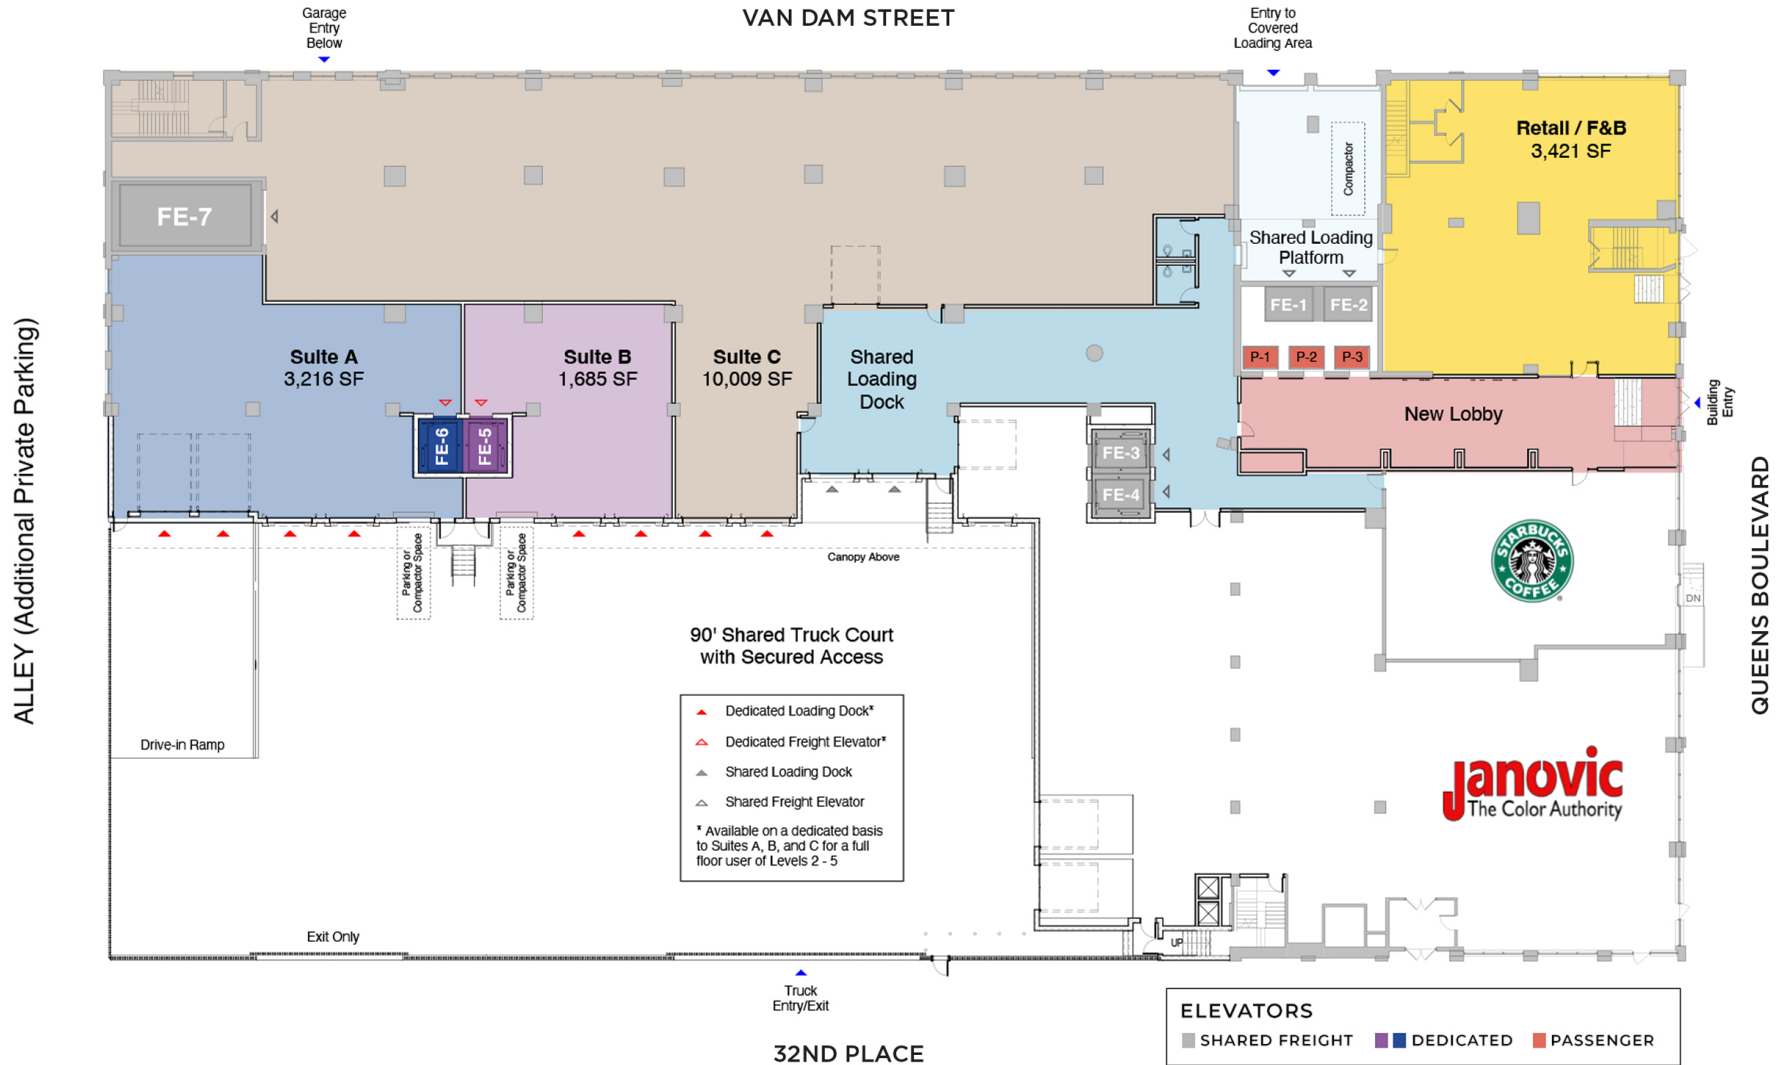 VAN DAM STREET
Garage
Entry
Below
Entry to
Covered
Loading Area
FE-7
Compactor
Retail / F&B
3,421 SF
Shared Loading
Platform
FE-1
FE-2
P-1
P-2
P-3
Suite A
3,216 SF
Suite B
1,685 SF
Suite C
10,009 SF
Shared
Loading
Dock
FE-6
FE-5
FE-3
FE-4
New Lobby
Building
Entry
ALLEY (Additional Private Parking)
QUEENS BOULEVARD
Parking or
Compactor Space
Parking or
Compactor Space
Canopy Above
STARBUCKS
COFFEE
®
DN
90' Shared Truck Court
with Secured Access
Dedicated Loading Dock*
Dedicated Freight Elevator*
Shared Loading Dock
Shared Freight Elevator
* Available on a dedicated basis
to Suites A, B, and C for a full
floor user of Levels 2 - 5
Drive-in Ramp
Janovic
The Color Authority
Exit Only
UP
Truck
Entry/Exit
32ND PLACE
ELEVATORS
SHARED FREIGHT
DEDICATED
PASSENGER